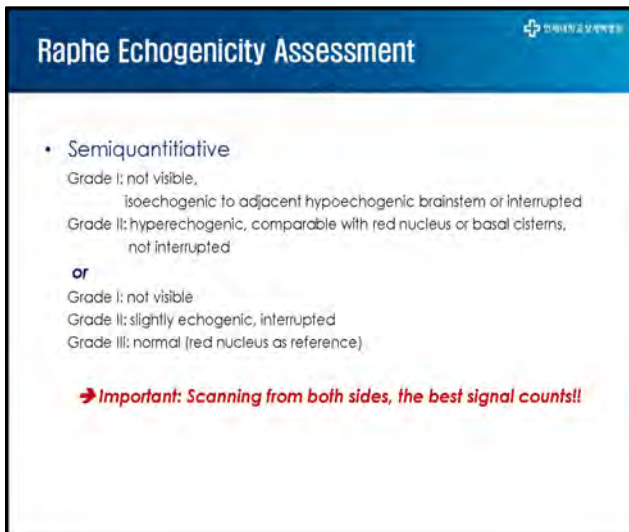 Raphe Echogenicity Assessment
• Semiquantitiative
Grade I: not visible,
isoechogenic to adjacent hypoechogenic brainstem or interrupted
Grade II: hyperechogenic, comparable with red nucleus or basal cisterns,
not interrupted
or
Grade I: not visible
Grade II: slightly echogenic, interrupted
Grade III: normal (red nucleus as reference)
➔ Important: Scanning from both sides, the best signal counts!!